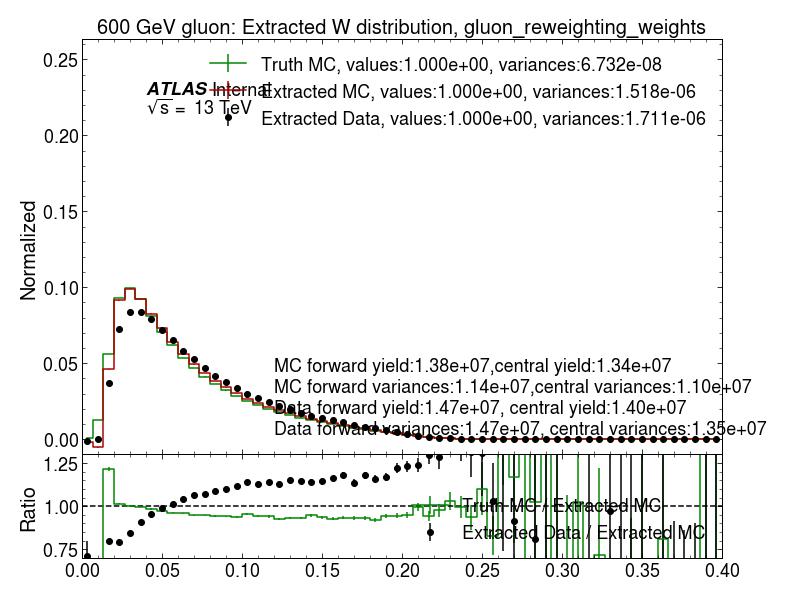 600 GeV gluon: Extracted W distribution, gluon_reweighting_weights
Truth MC, values:1.000e+00, variances:6.732e-08
ATLAS Internal
Extracted MC, values:1.000e+00, variances:1.518e-06
√s = 13 TeV
Extracted Data, values:1.000e+00, variances:1.711e-06
Normalized
0.25
0.20
0.15
0.10
0.05
0.00
MC forward yield:1.38e+07,central yield:1.34e+07
MC forward variances:1.14e+07,central variances:1.10e+07
Data forward yield:1.47e+07, central yield:1.40e+07
Data forward variances:1.47e+07, central variances:1.35e+07
Ratio
1.25
1.00
0.75
Truth MC / Extracted MC
Extracted Data / Extracted MC
0.00 0.05 0.10 0.15 0.20 0.25 0.30 0.35 0.40